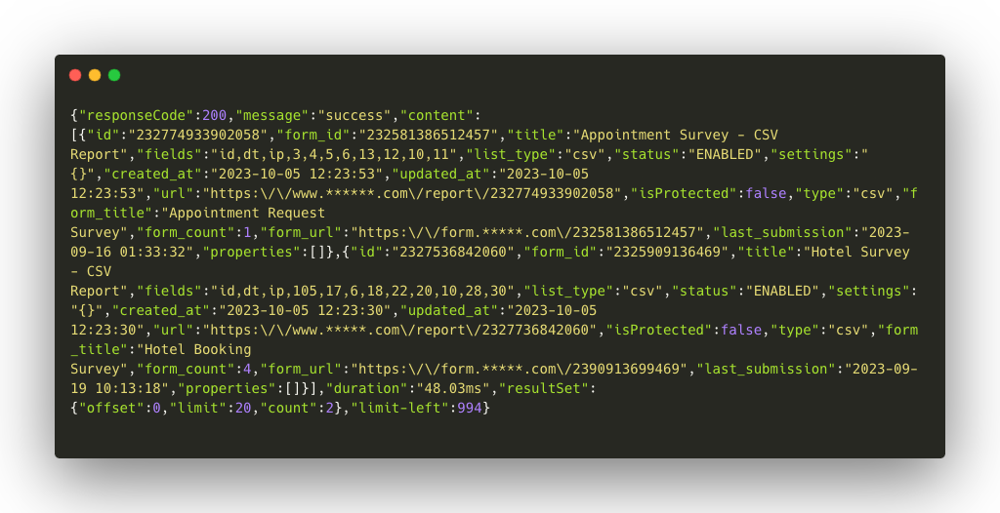 {"responseCode":200,"message":"success","content":
[{"id":"232774933902058","form_id":"232581386512457","title":"Appointment Survey - CSV
Report","fields":"id,dt,ip,3,4,5,6,13,12,10,11","list_type":"csv","status":"ENABLED","settings":"
{}","created_at":"2023-10-05 12:23:53","updated_at":"2023-10-05
12:23:53","url":"https:\/\/www.******.com\/report\/232774933902058","isProtected":false,"type":"csv","f
orm_title":"Appointment Request
Survey","form_count":1,"form_url":"https:\/\/form.*****.com\/232581386512457","last_submission":"2023-
09-16 01:33:32","properties":[]},{"id":"2327536842060","form_id":"2325909136469","title":"Hotel Survey
- CSV
Report","fields":"id,dt,ip,105,17,6,18,22,20,10,28,30","list_type":"csv","status":"ENABLED","settings":
"{}","created_at":"2023-10-05 12:23:30","updated_at":"2023-10-05
12:23:30","url":"https:\/\/www.*****.com\/report\/2327736842060","isProtected":false,"type":"csv","form
_title":"Hotel Booking
Survey","form_count":4,"form_url":"https:\/\/form.*****.com\/2390913699469","last_submission":"2023-09-
19 10:13:18","properties":[]}],"duration":"48.03ms","resultSet":
{"offset":0,"limit":20,"count":2},"limit-left":994}